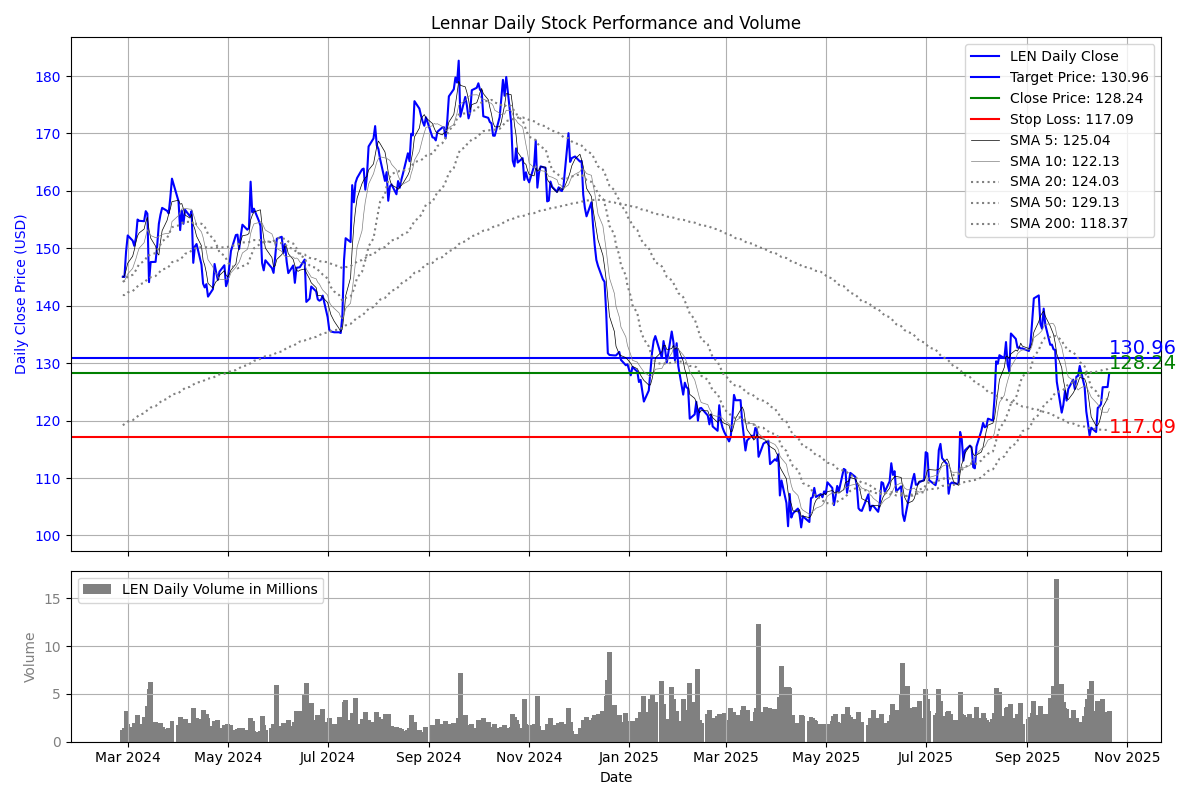 Lennar Daily Stock Performance and Volume
Daily Close Price (USD)
180
170
160
150
140
130
120
110
100
LEN Daily Close
Target Price: 130.96
Close Price: 128.24
Stop Loss: 117.09
SMA 5: 125.04
SMA 10: 122.13
SMA 20: 124.03
SMA 50: 129.13
SMA 200: 118.37
130.96
128.24
117.09
LEN Daily Volume in Millions
Volume
15
10
5
0
Mar 2024 May 2024 Jul 2024 Sep 2024 Nov 2024 Jan 2025 Mar 2025 May 2025 Jul 2025 Sep 2025 Nov 2025
Date